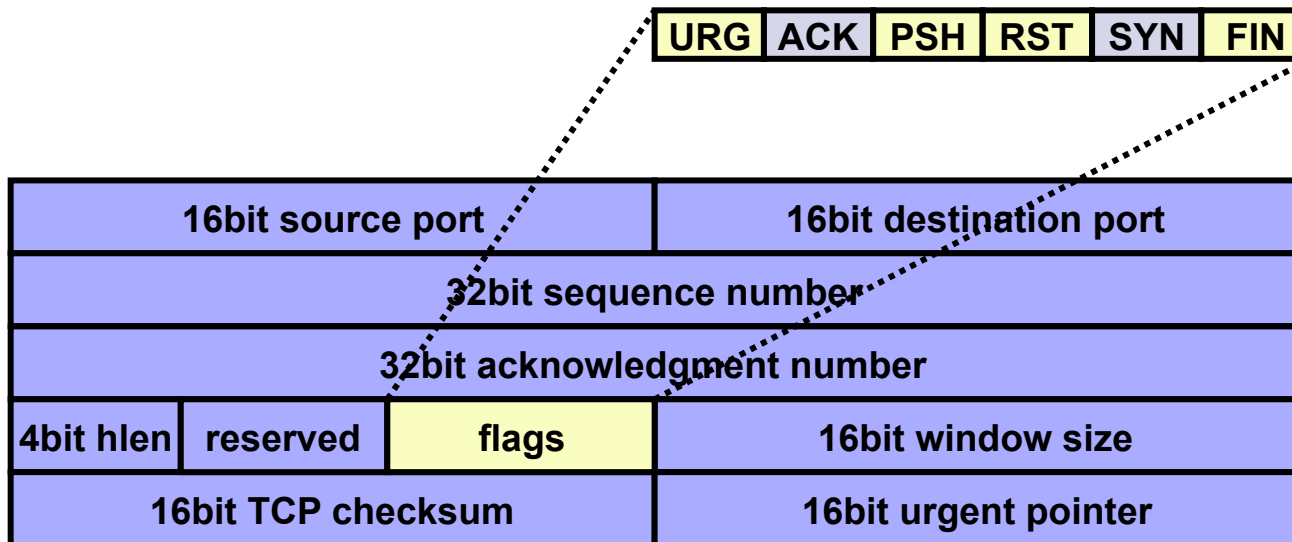 URG ACK PSH RST SYN FIN
16bit source port 16bit destination port
32bit sequence number
32bit acknowledgment number
4bit hlen reserved flags 16bit window size
16bit TCP checksum 16bit urgent pointer